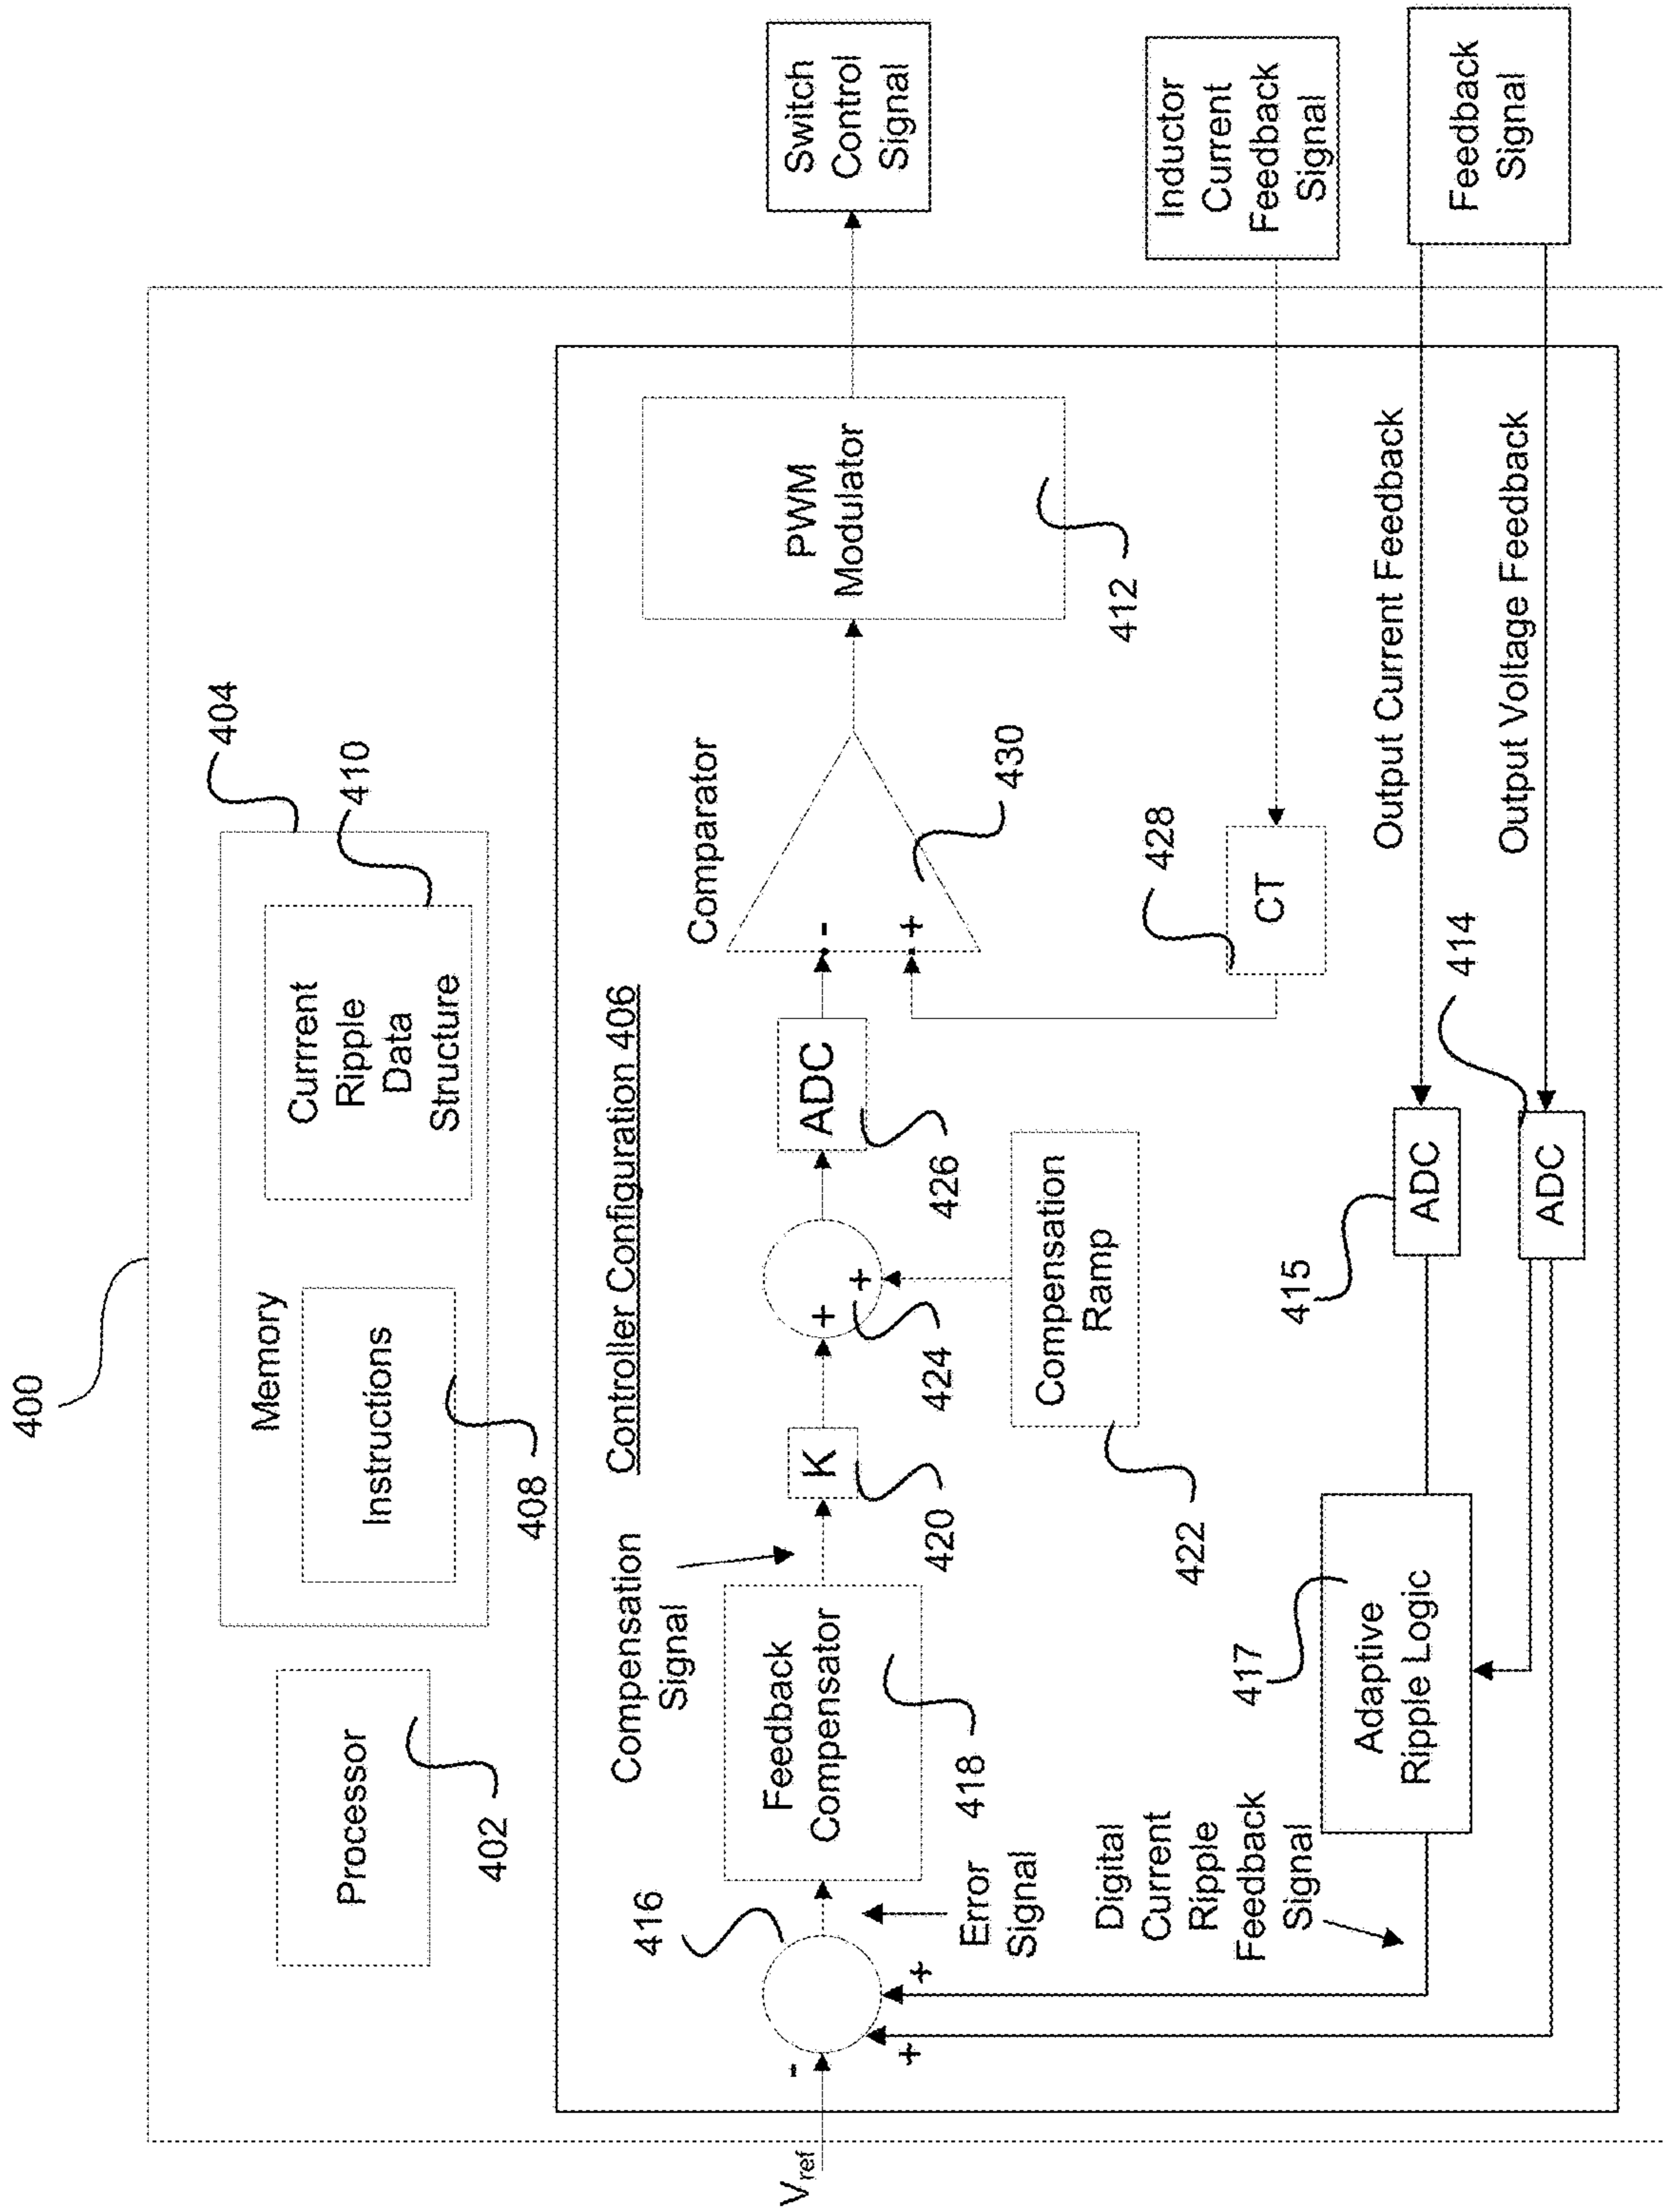 400
404
410
Memory
Instructions
408
Currrent
Ripple
Data
Structure
Processor
402
Controller Configuration 406
Compensation
Signal
Comparator
Switch
Control
Signal
V ref
-
+
+
416
Feedback
Compensator
418
Error
Signal
K
420
+
+
424
Compensation
Ramp
422
ADC
426
-
+
430
PWM
Modulator
412
Inductor
Current
Feedback
Signal
CT
428
Digital
Current
Ripple
Feedback
Signal
417
Adaptive
Ripple Logic
415
ADC
414
ADC
Output Current Feedback
Output Voltage Feedback
Feedback
Signal